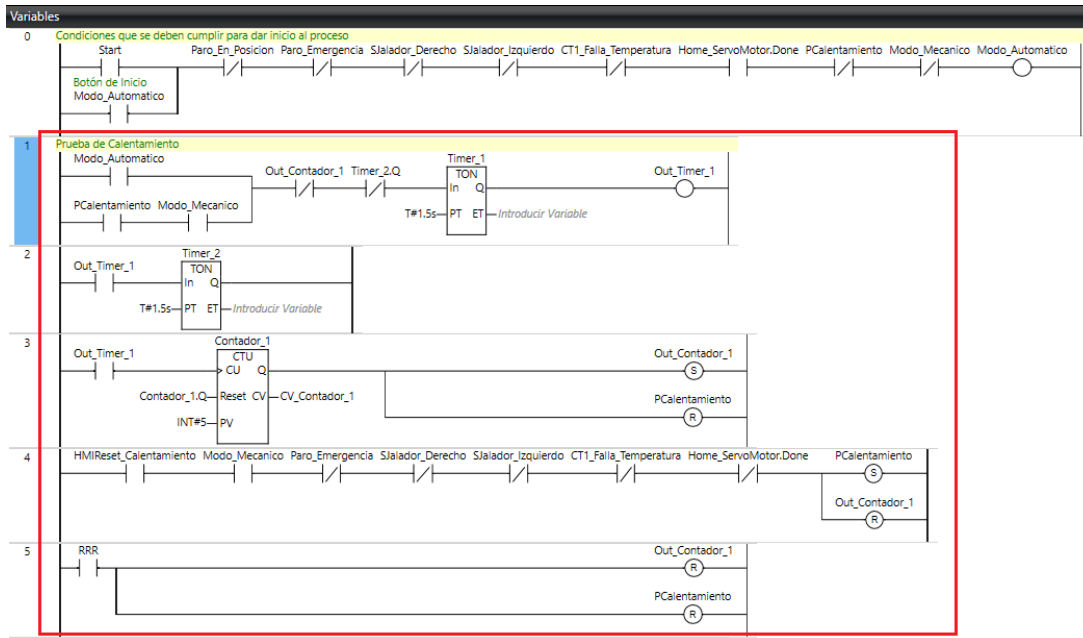 Variables
0 Condiciones que se deben cumplir para dar inicio al proceso
Start Paro_En_Posicion Paro_Emergencia SJalador_Derecho SJalador_Izquierdo CT1_Falla_Temperatura Home_ServoMotor.Done PCalentamiento Modo_Mecanico Modo_Automatico
Botón de Inicio
Modo_Automatico
1 Prueba de Calentamiento
Modo_Automatico Timer_1
Out_Contador_1 Timer_2.Q TON Out_Timer_1
In Q
PCalentamiento Modo_Mecanico
T#1.5s PT ET Introducir Variable
2 Timer_2
Out_Timer_1 TON
In Q
T#1.5s PT ET Introducir Variable
3 Contador_1
Out_Timer_1 CTU Out_Contador_1
CU Q S
Contador_1.Q Reset CV CV_Contador_1 PCalentamiento
R
INT#5 PV
4 HMIReset_Calentamiento Modo_Mecanico Paro_Emergencia SJalador_Derecho SJalador_Izquierdo CT1_Falla_Temperatura Home_ServoMotor.Done PCalentamiento
S
Out_Contador_1
R
5 RRR Out_Contador_1
R
PCalentamiento
R